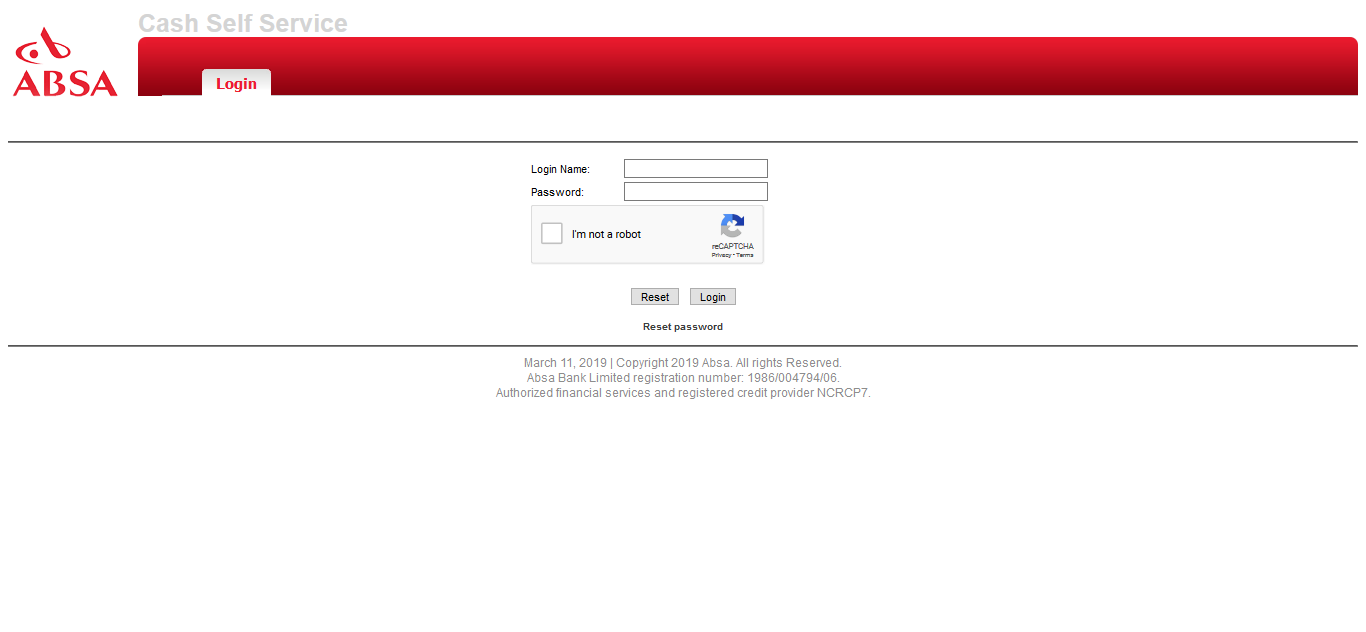 Cash Self Service
ABSA
Login
Login Name:
Password:
I'm not a robot
reCAPTCHA
Privacy • Terms
Reset Login
Reset password
March 11, 2019 | Copyright 2019 Absa. All rights Reserved.
Absa Bank Limited registration number: 1986/004794/06.
Authorized financial services and registered credit provider NCRCP7.